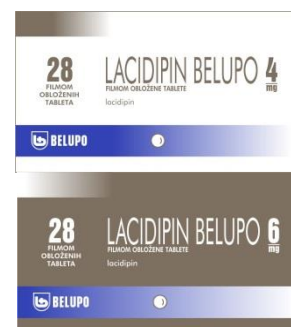 28
FILMOM
OBLOŽENIH
TABLETA
LACIDIPIN BELUPO 4 mg
FILMOM OBLOŽENE TABLETE
lacidipin
BELUPO
28
FILMOM
OBLOŽENIH
TABLETA
LACIDIPIN BELUPO 6 mg
FILMOM OBLOŽENE TABLETE
lacidipin
BELUPO